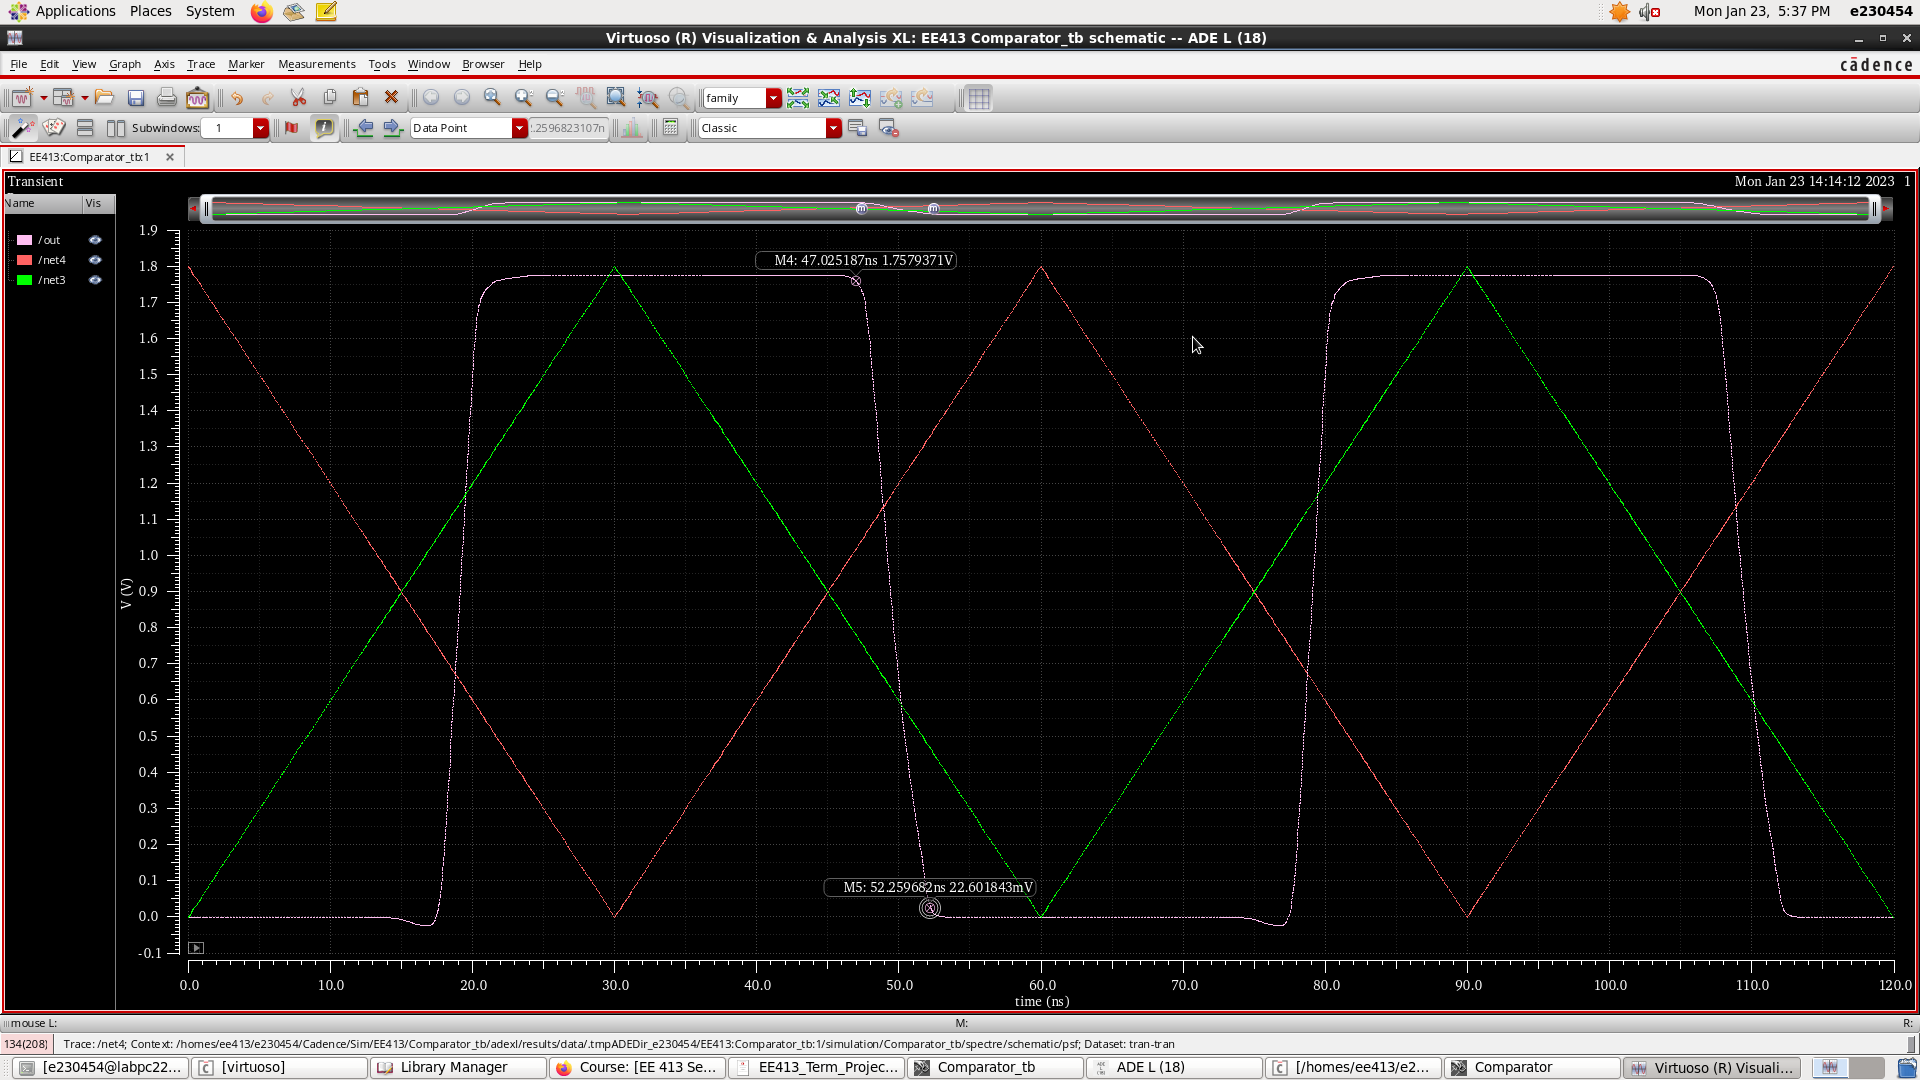 Applications Places System Mon Jan 23, 5:37 PM e230454
Virtuoso (R) Visualization & Analysis XL: EE413 Comparator_tb schematic -- ADE L (18)
File Edit View Graph Axis Trace Marker Measurements Tools Window Browser Help cādence
family
Subwindows: 1 Data Point .2596823107n Classic
EE413:Comparator_tb:1
Transient Mon Jan 23 14:14:12 2023 1
Name Vis
/out
/net4
/net3
1.9
1.8
1.7
1.6
1.5
1.4
1.3
1.2
1.1
1.0
0.9
0.8
0.7
0.6
0.5
0.4
0.3
0.2
0.1
0.0
-0.1
V (V)
M4: 47.025187ns 1.7579371V
M5: 52.259682ns 22.601843mV
0.0 10.0 20.0 30.0 40.0 50.0 60.0 70.0 80.0 90.0 100.0 110.0 120.0
time (ns)
mouse L: M: R:
134(208) Trace: /net4; Context: /homes/ee413/e230454/Cadence/Sim/EE413/Comparator_tb/adexl/results/data/.tmpADEDir_e230454/EE413:Comparator_tb:1/simulation/Comparator_tb/spectre/schematic/psf; Dataset: tran-tran
[e230454@labpc22... [virtuoso] Library Manager Course: [EE 413 Se... EE413_Term_Projec... Comparator_tb ADE L (18) [/homes/ee413/e2... Comparator Virtuoso (R) Visuali...